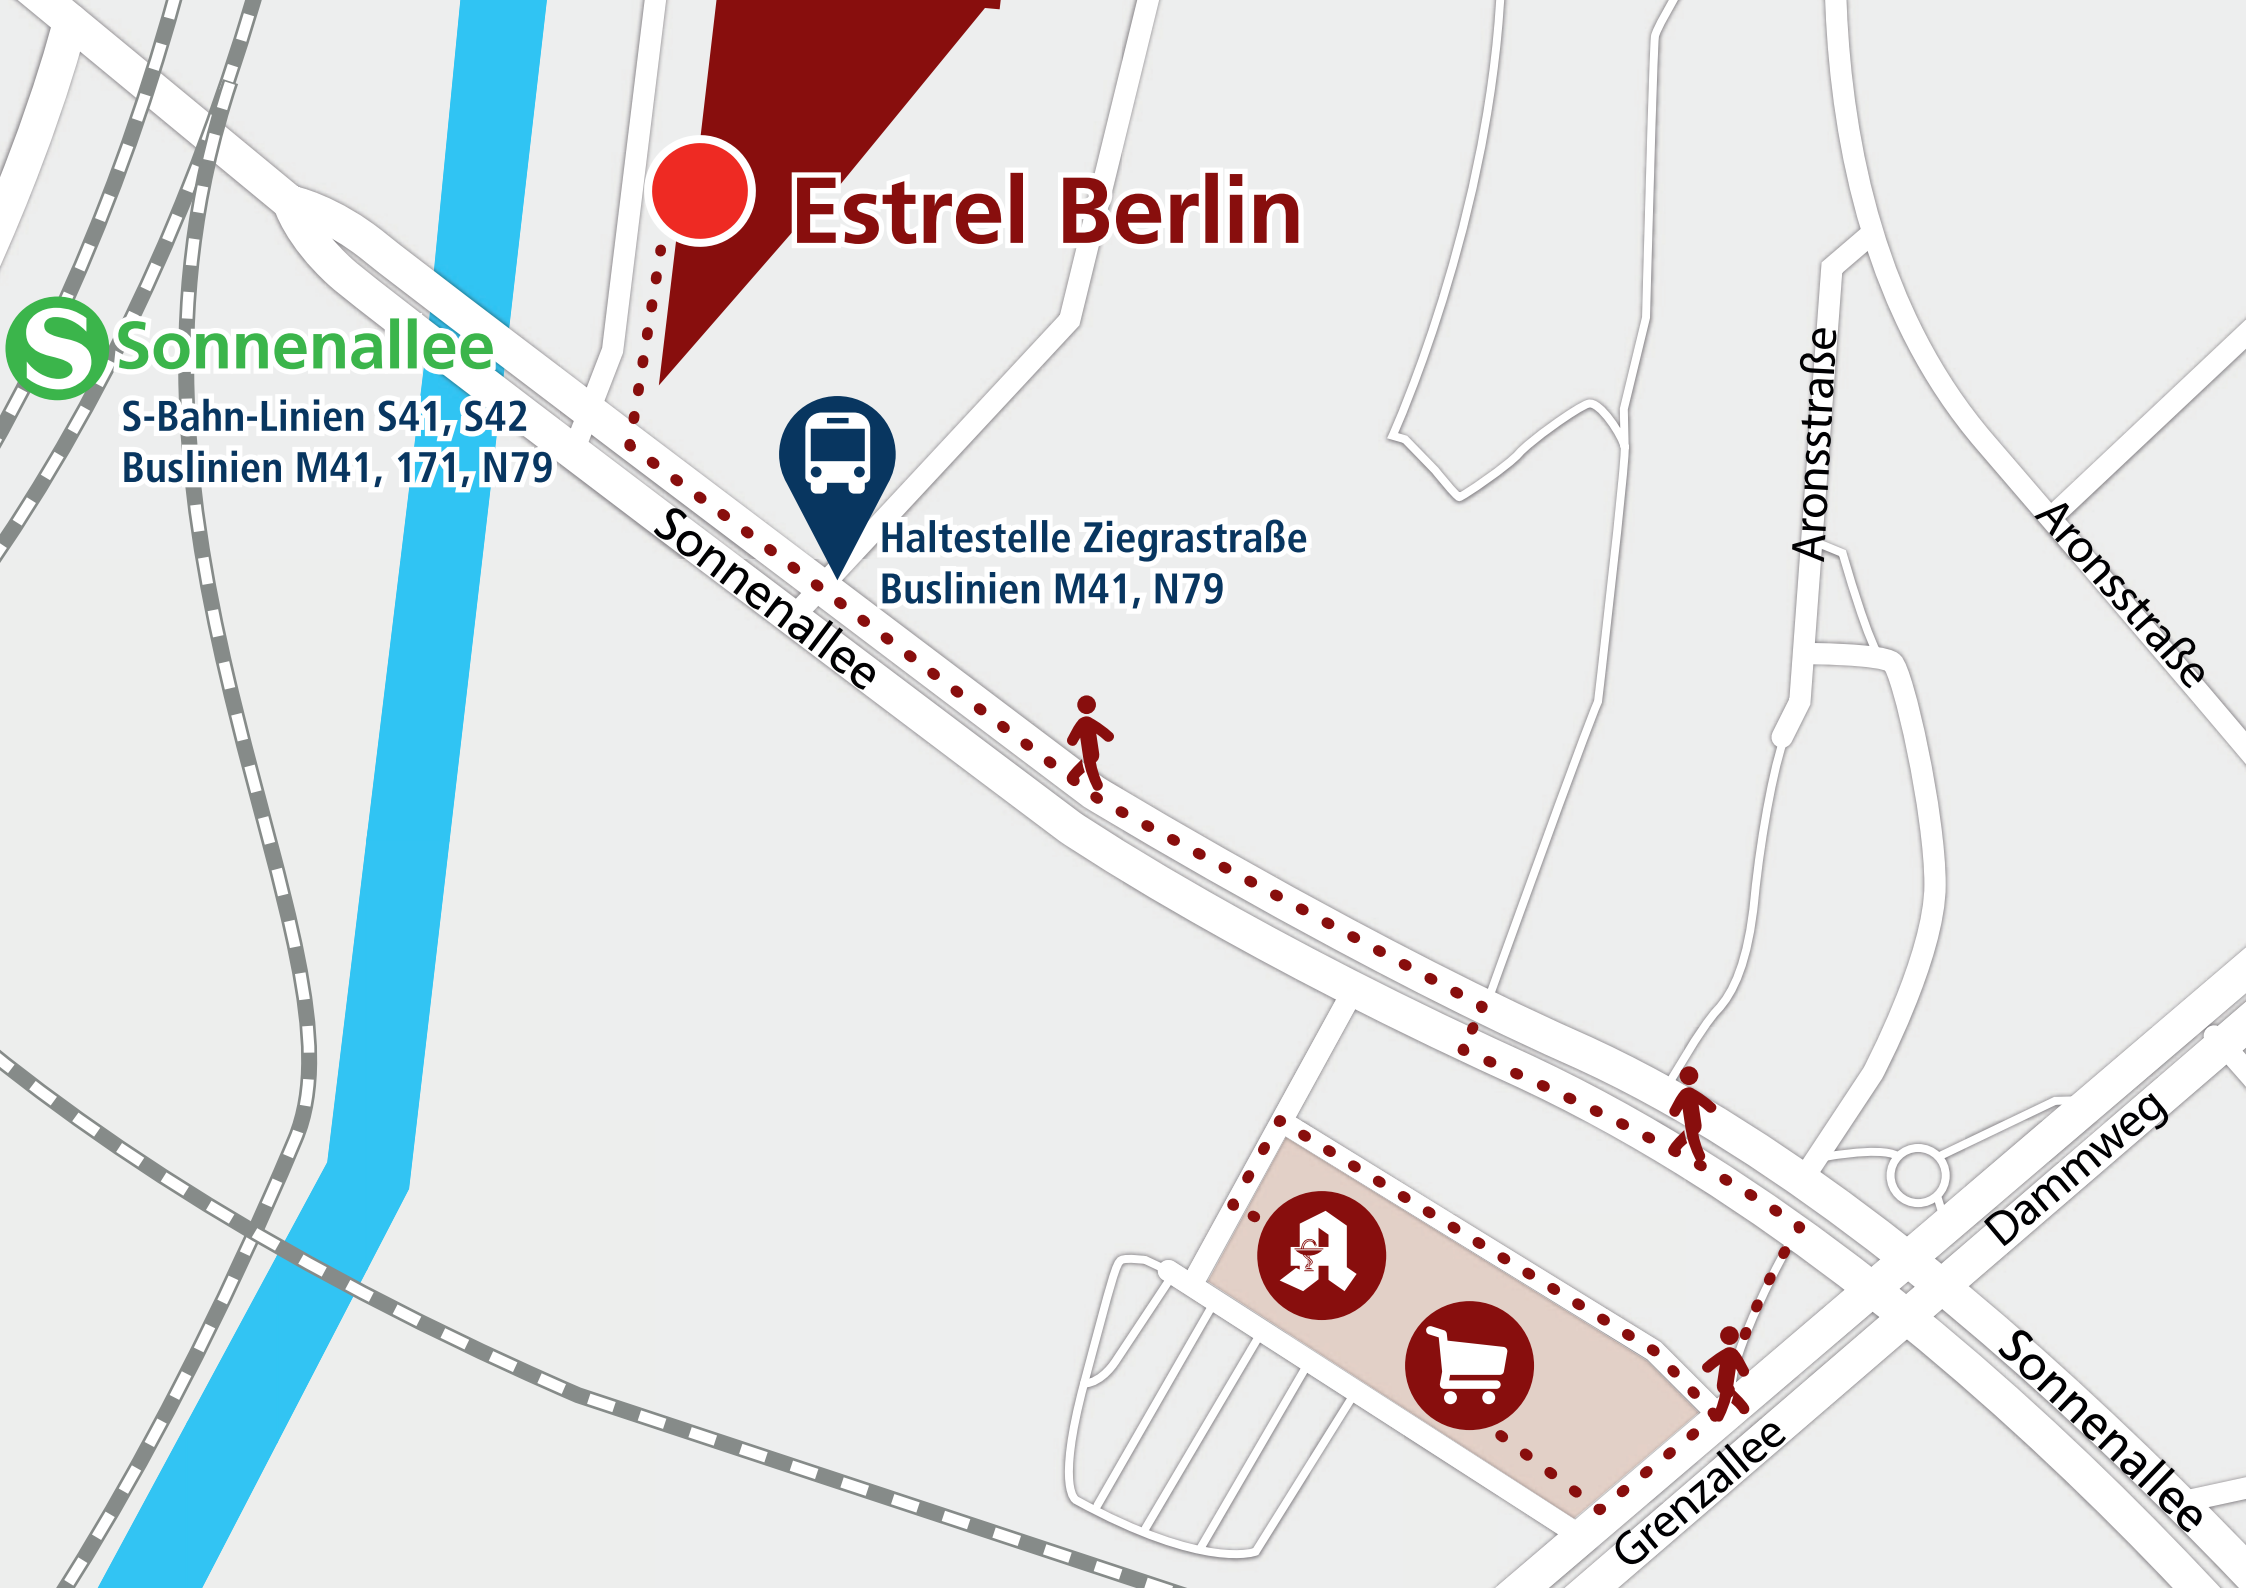 Estrel Berlin
S
Sonnenallee
S-Bahn-Linien S41, S42
Buslinien M41, 171, N79
Haltestelle Ziegrastraße
Buslinien M41, N79
Sonnenallee
Aronsstraße
Aronsstraße
Dammweg
Sonnenallee
Grenzallee